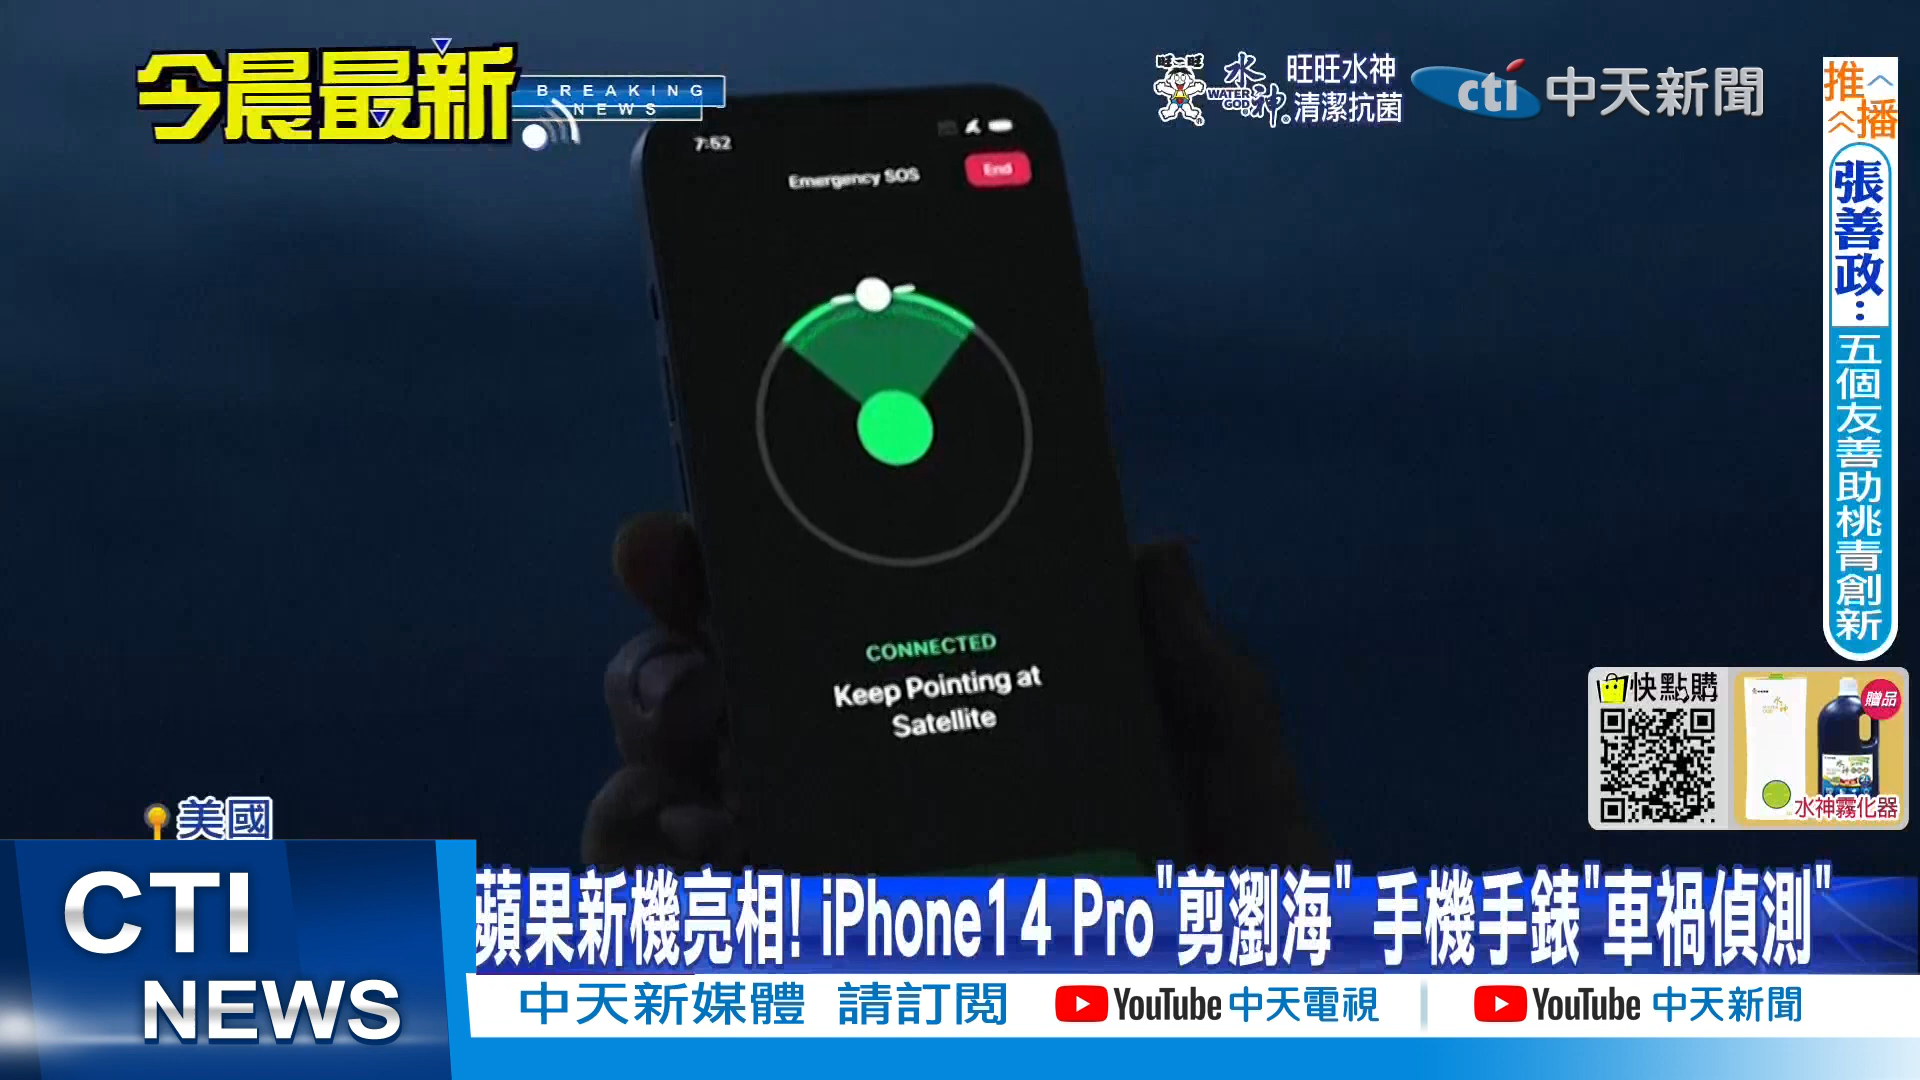 今晨最新
BREAKING
NEWS
旺旺
水神
WATER
GOD
旺旺水神
清潔抗菌
cti 中天新聞
推播
張善政：
五個友善助桃青創新
7:52
Emergency SOS
End
CONNECTED
Keep Pointing at
Satellite
快點購
贈品
水神霧化器
美國
CTI
NEWS
蘋果新機亮相! iPhone14 Pro"剪瀏海" 手機手錶"車禍偵測"
中天新媒體 請訂閱 YouTube 中天電視 YouTube 中天新聞